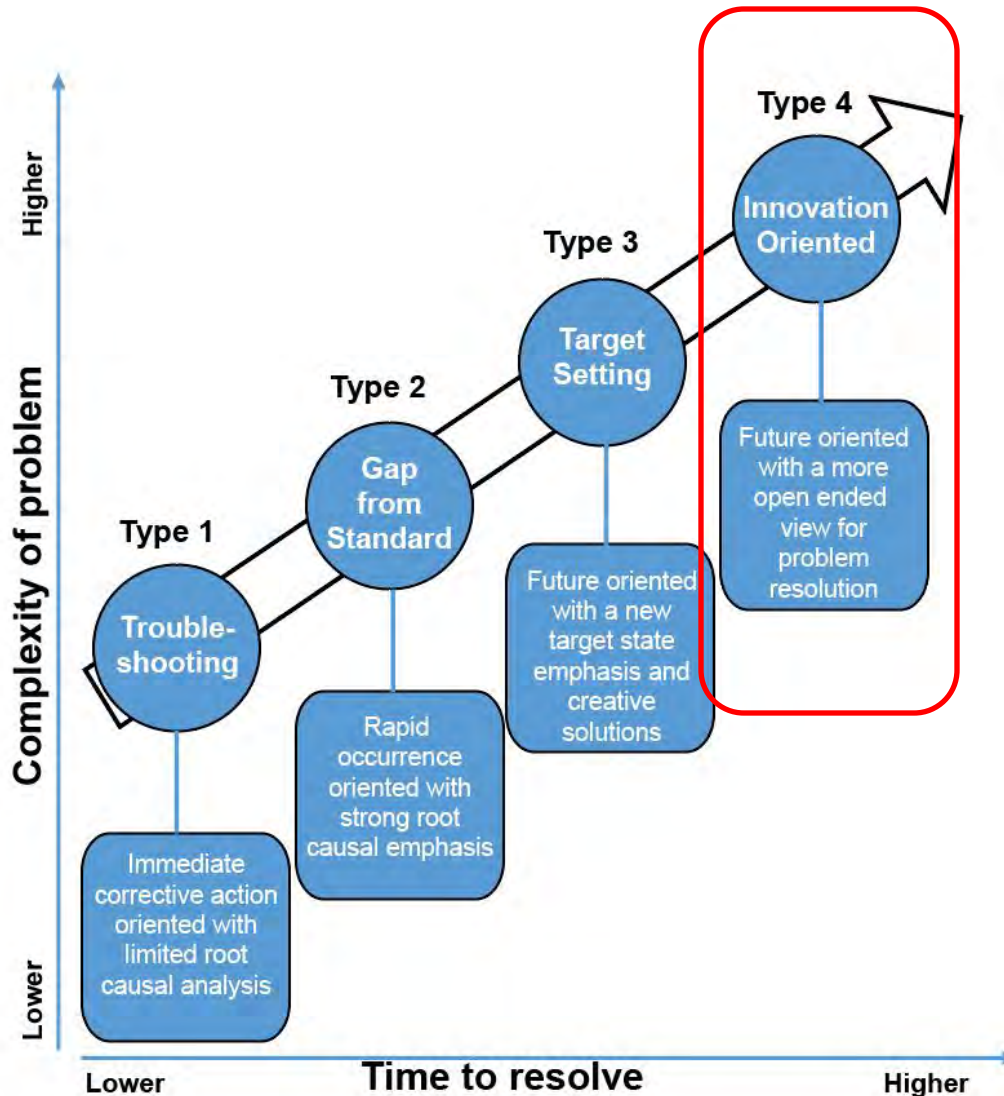 Type 4
Innovation
Oriented
Future oriented
with a more
open ended
view for
problem
resolution
Type 3
Target
Setting
Future oriented
with a new
target state
emphasis and
creative
solutions
Type 2
Gap
from
Standard
Rapid
occurrence
oriented with
strong root
causal emphasis
Type 1
Trouble-
shooting
Immediate
corrective action
oriented with
limited root
causal analysis
Higher
Complexity of problem
Lower
Lower
Time to resolve
Higher